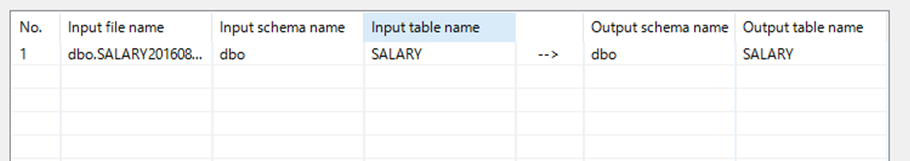 No. Input file name Input schema name Input table name Output schema name Output table name
1 dbo.SALARY201608... dbo SALARY --> dbo SALARY